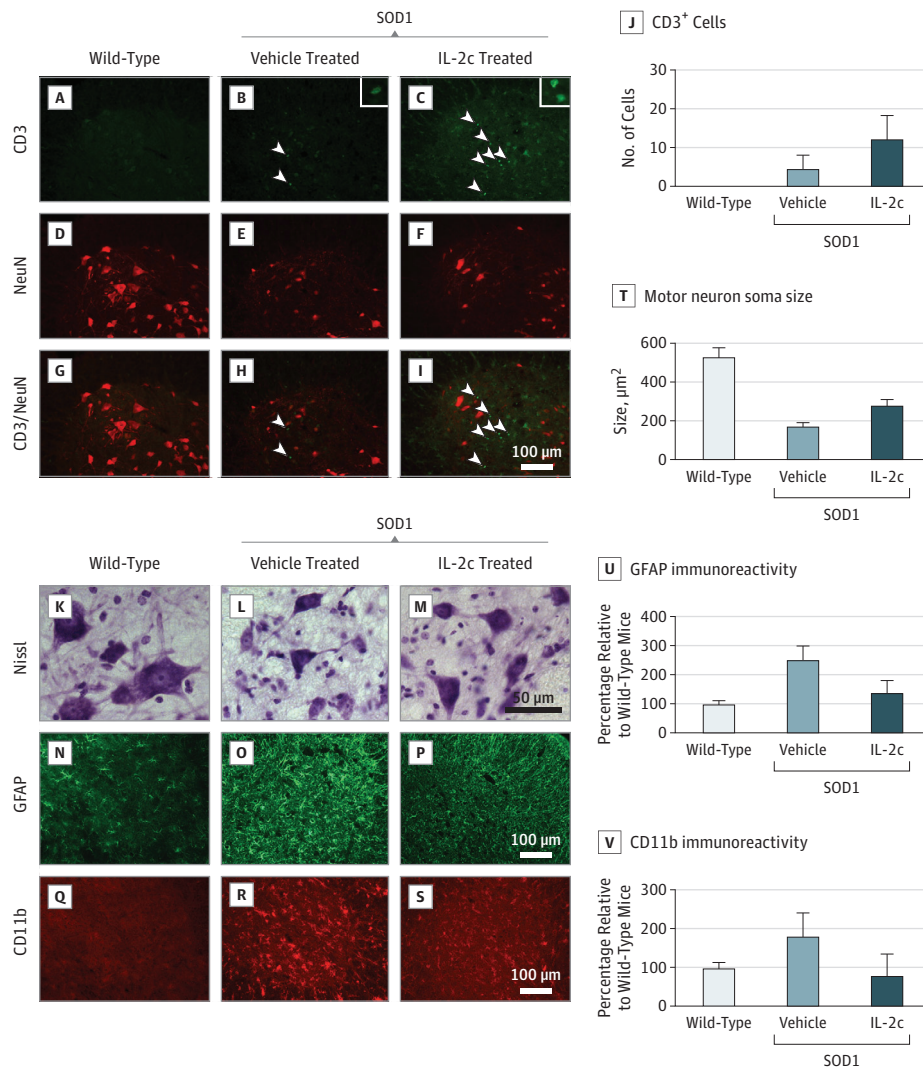 SOD1
Wild-Type Vehicle Treated IL-2c Treated
CD3
A
B
C
NeuN
D
E
F
CD3/NeuN
G
H
I
100 µm
J CD3+ Cells
No. of Cells
30
20
10
0
Wild-Type Vehicle IL-2c
SOD1
T Motor neuron soma size
Size, µm²
600
400
200
0
Wild-Type Vehicle IL-2c
SOD1
SOD1
Wild-Type Vehicle Treated IL-2c Treated
Nissl
K
L
M
50 µm
GFAP
N
O
P
100 µm
CD11b
Q
R
S
100 µm
U GFAP immunoreactivity
Percentage Relative
to Wild-Type Mice
400
300
200
100
0
Wild-Type Vehicle IL-2c
SOD1
V CD11b immunoreactivity
Percentage Relative
to Wild-Type Mice
300
200
100
0
Wild-Type Vehicle IL-2c
SOD1